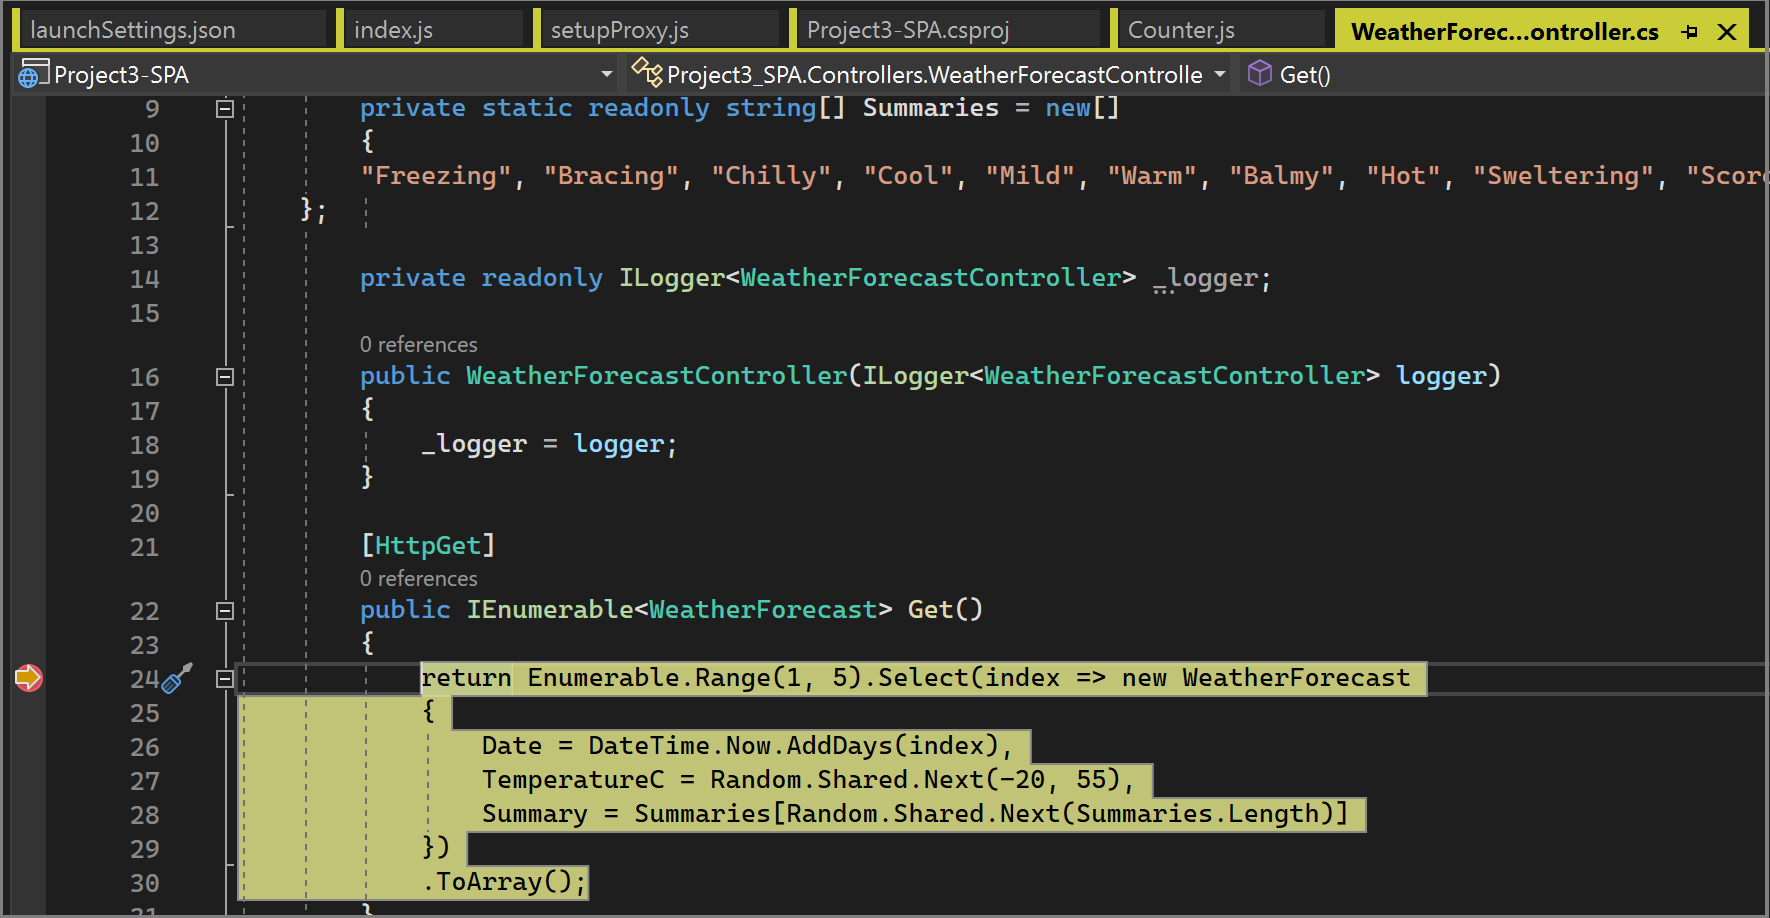 launchSettings.json index.js setupProxy.js Project3-SPA.csproj Counter.js WeatherForec...ontroller.cs
Project3-SPA Project3_SPA.Controllers.WeatherForecastControlle Get()
9 private static readonly string[] Summaries = new[]
10 {
11 "Freezing", "Bracing", "Chilly", "Cool", "Mild", "Warm", "Balmy", "Hot", "Sweltering", "Scor
12 };
13
14 private readonly ILogger<WeatherForecastController> _logger;
15
0 references
16 public WeatherForecastController(ILogger<WeatherForecastController> logger)
17 {
18 _logger = logger;
19 }
20
21 [HttpGet]
0 references
22 public IEnumerable<WeatherForecast> Get()
23 {
24 return Enumerable.Range(1, 5).Select(index => new WeatherForecast
25 {
26 Date = DateTime.Now.AddDays(index),
27 TemperatureC = Random.Shared.Next(-20, 55),
28 Summary = Summaries[Random.Shared.Next(Summaries.Length)]
29 })
30 .ToArray();
31 }